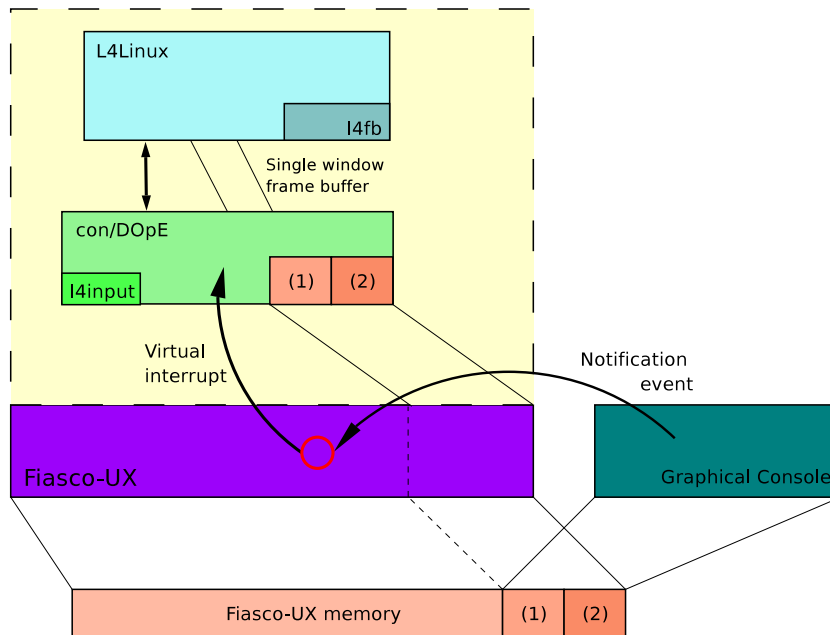 L4Linux
l4fb
Single window
frame buffer
con/DOpE
l4input
(1)
(2)
Virtual
interrupt
Notification
event
Fiasco-UX
Graphical Console
Fiasco-UX memory
(1)
(2)